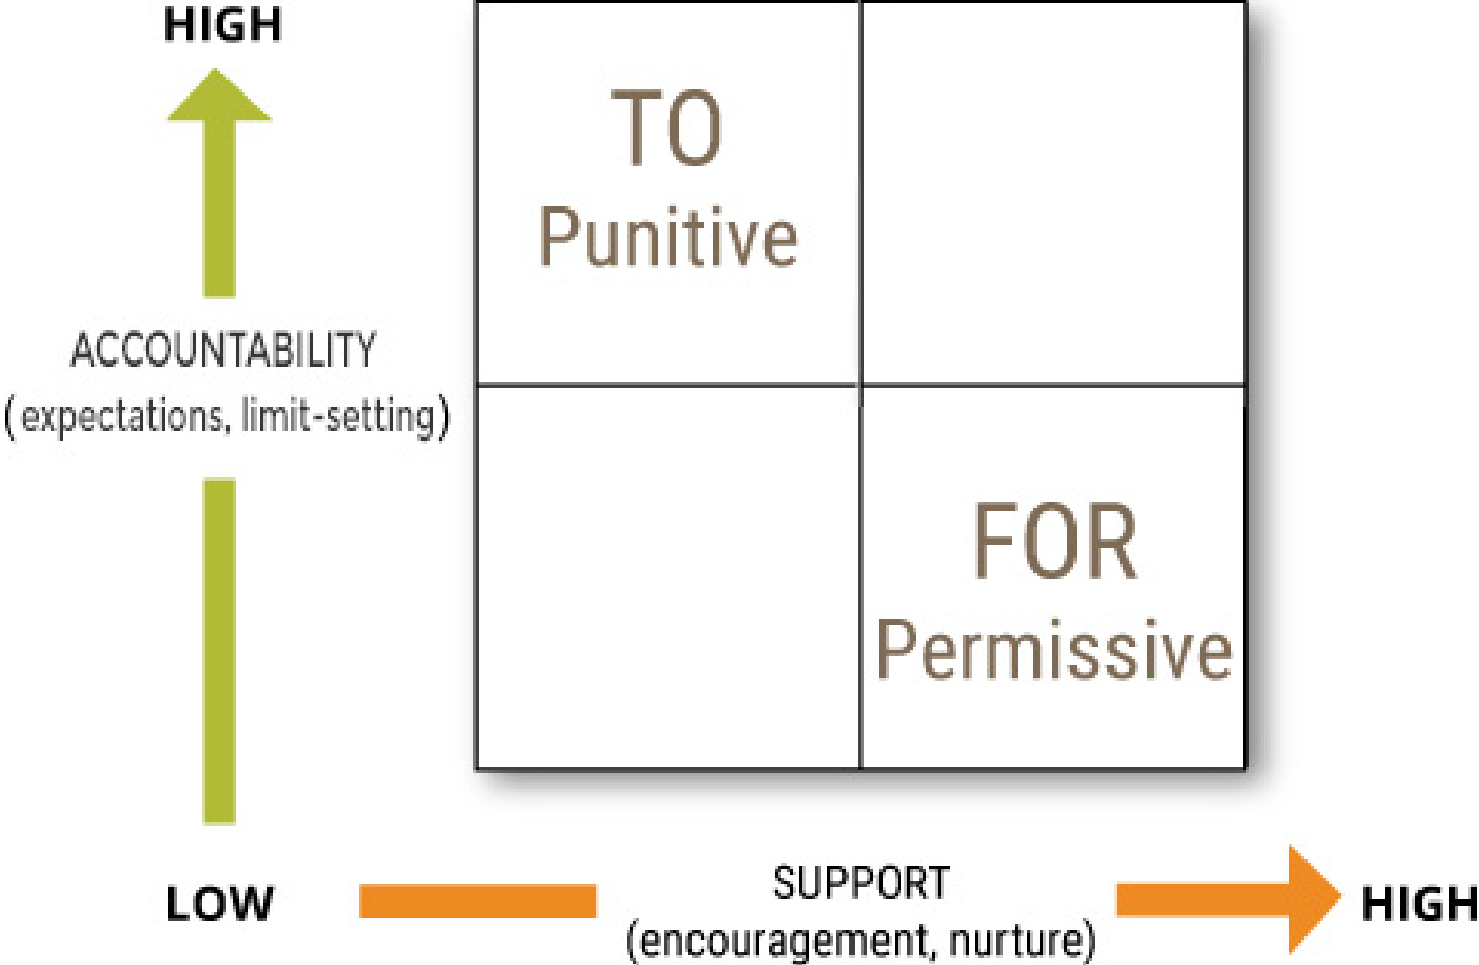 HIGH
TO
Punitive
ACCOUNTABILITY
(expectations, limit-setting)
FOR
Permissive
LOW
SUPPORT
(encouragement, nurture)
HIGH